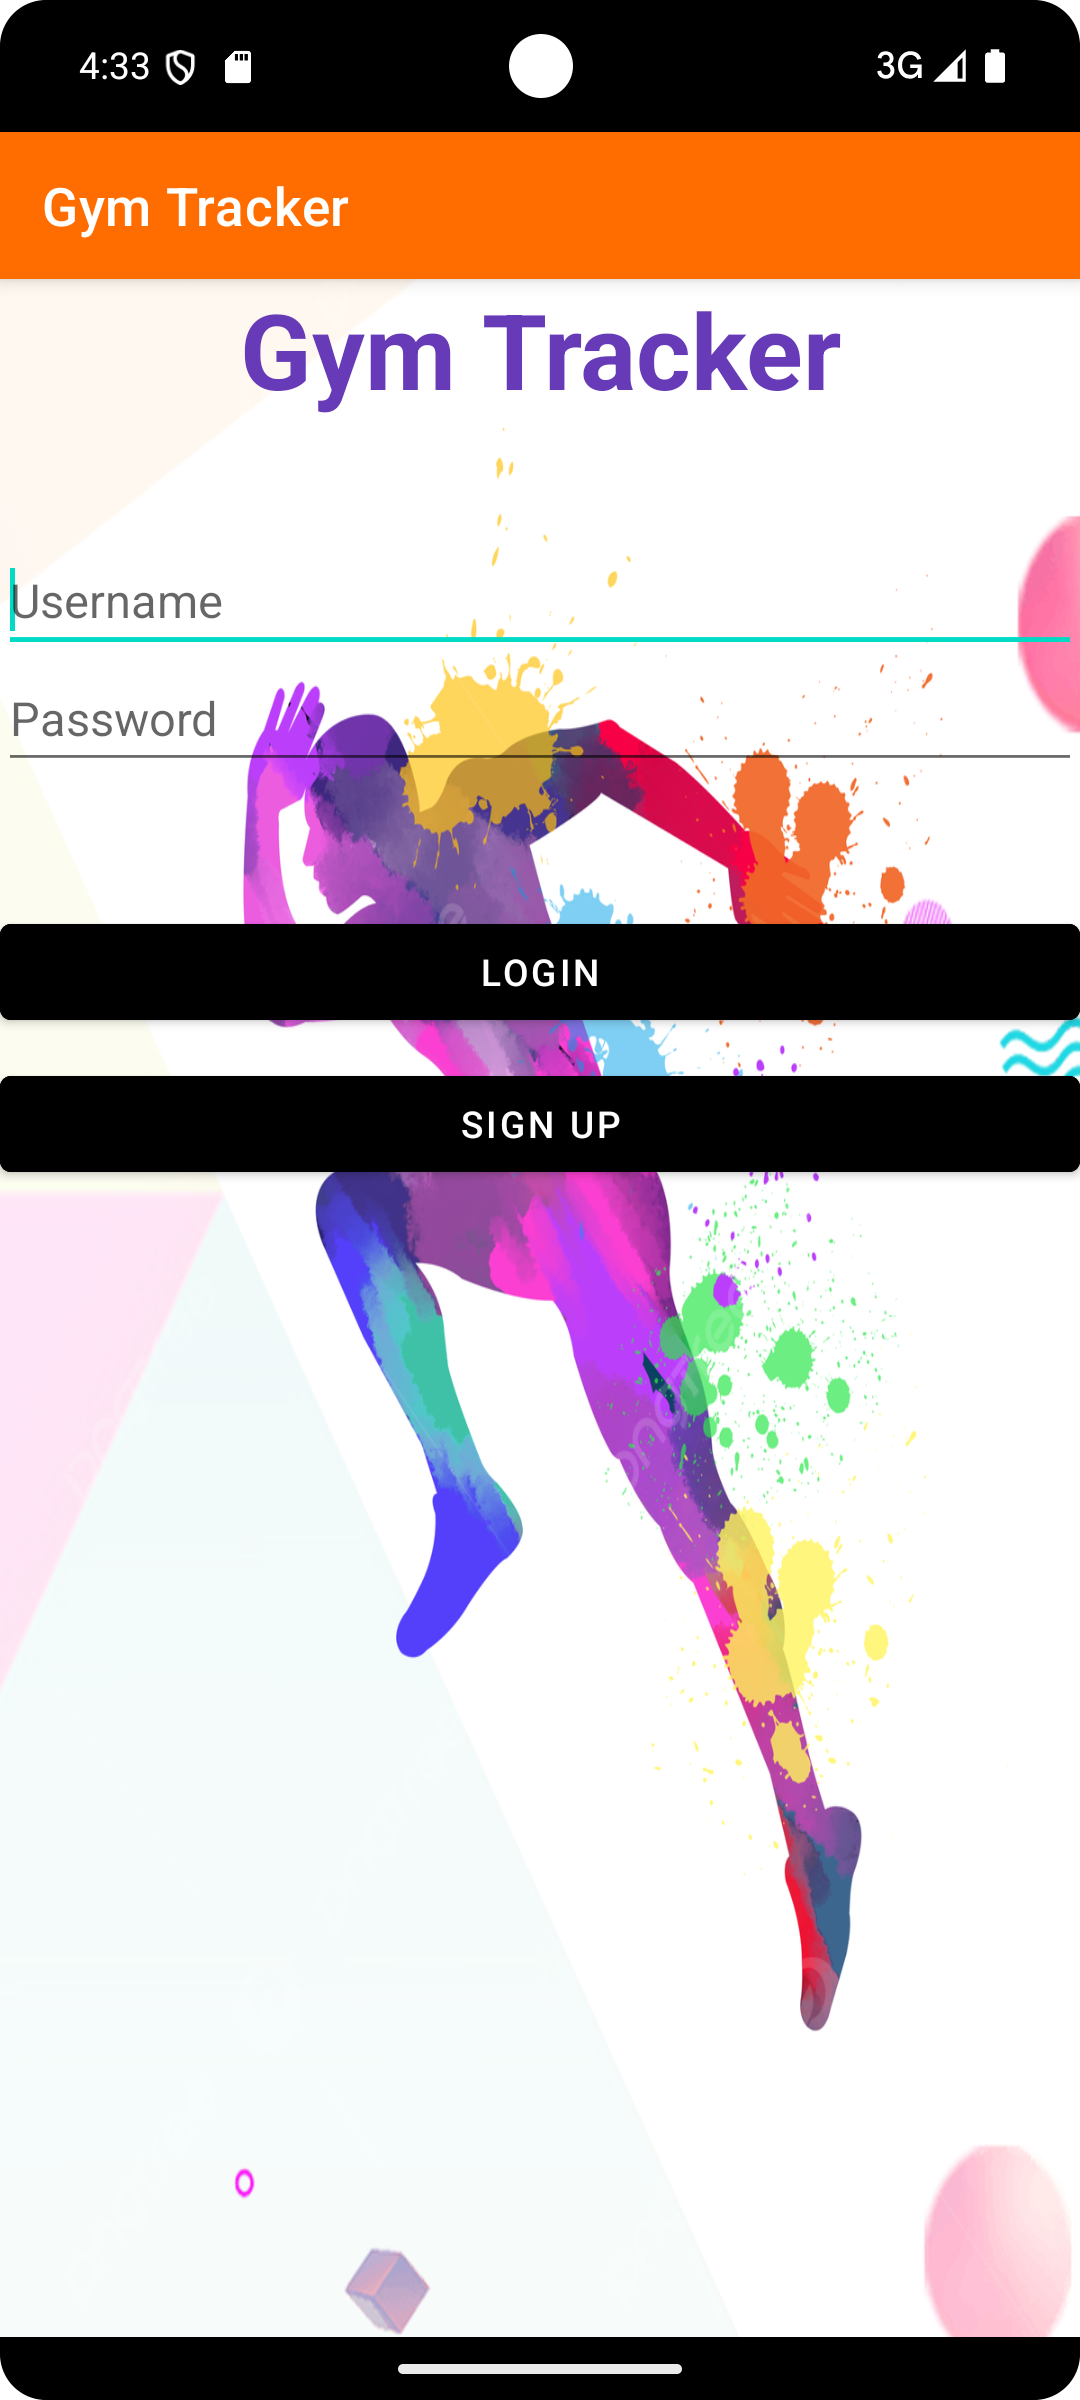 4:33
3G
Gym Tracker
Gym Tracker
Username
Password
LOGIN
SIGN UP